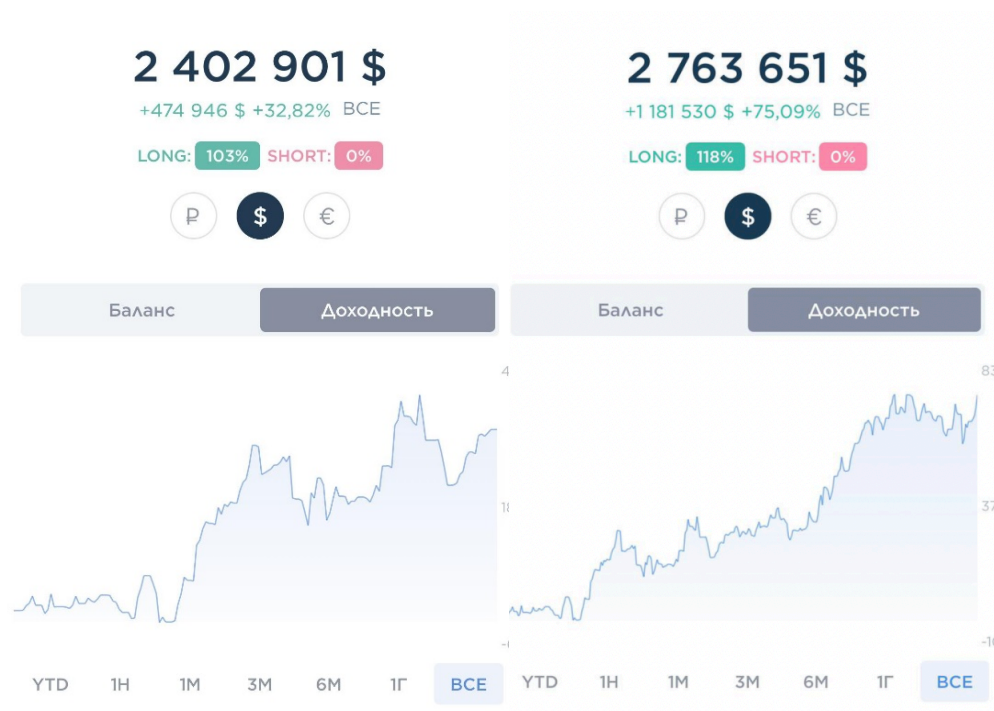 2 402 901 $
+474 946 $ +32,82% ВСЕ
LONG: 103% SHORT: 0%
₽ $ €
Баланс Доходность
YTD 1Н 1М 3М 6М 1Г ВСЕ
2 763 651 $
+1 181 530 $ +75,09% ВСЕ
LONG: 118% SHORT: 0%
₽ $ €
Баланс Доходность
83
37
YTD 1Н 1М 3М 6М 1Г ВСЕ